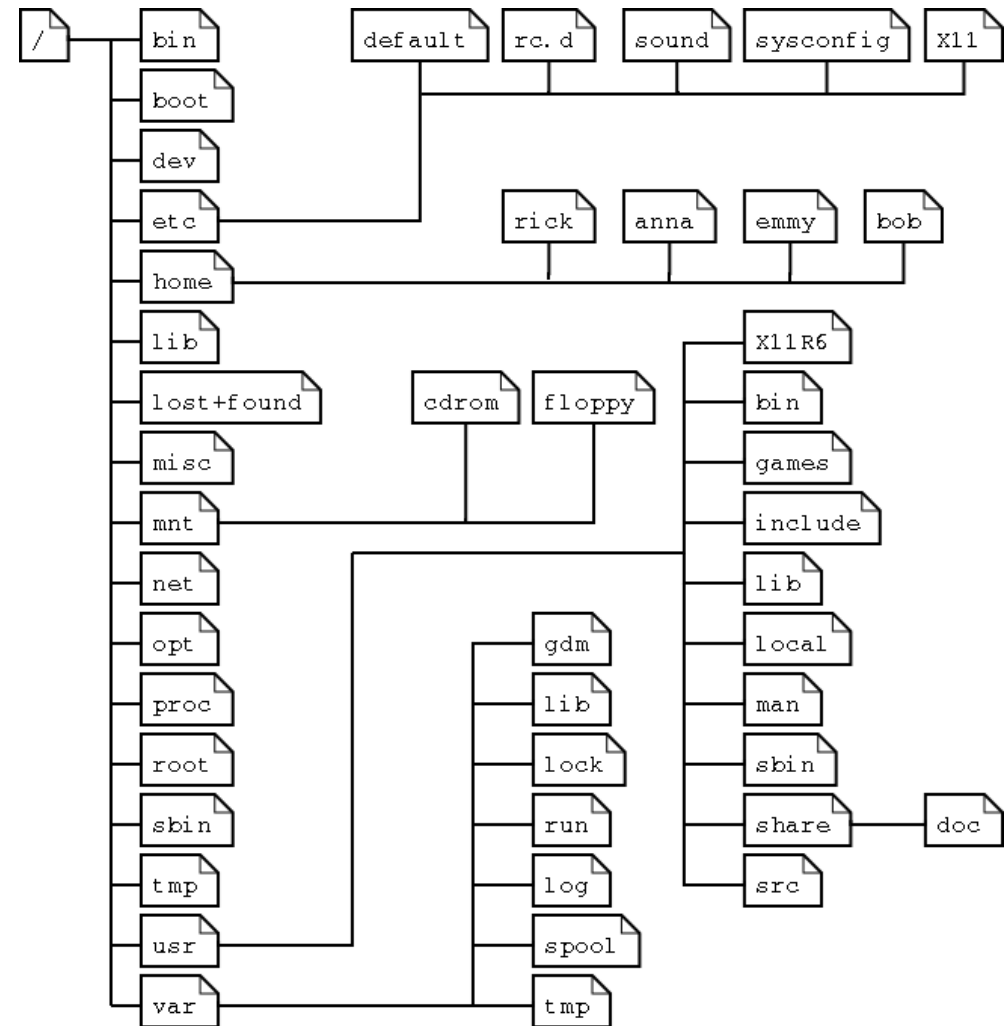 / bin default rc.d sound sysconfig X11
boot
dev
etc rick anna emmy bob
home
lib X11R6
lost+found cdrom floppy bin
misc games
mnt include
net lib
opt gdm local
proc lib man
root lock sbin
sbin run share doc
tmp log src
usr spool
var tmp